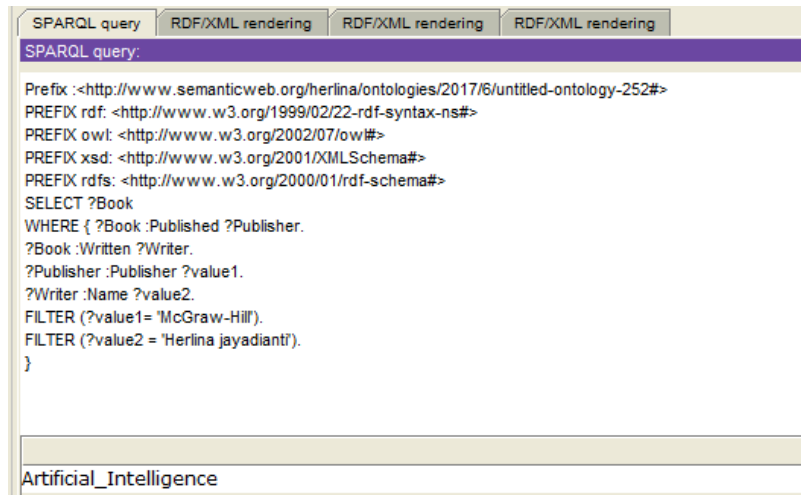 SPARQL query RDF/XML rendering RDF/XML rendering RDF/XML rendering
SPARQL query:
Prefix :<http://www.semanticweb.org/herlina/ontologies/2017/6/untitled-ontology-252#>
PREFIX rdf: <http://www.w3.org/1999/02/22-rdf-syntax-ns#>
PREFIX owl: <http://www.w3.org/2002/07/owl#>
PREFIX xsd: <http://www.w3.org/2001/XMLSchema#>
PREFIX rdfs: <http://www.w3.org/2000/01/rdf-schema#>
SELECT ?Book
WHERE { ?Book :Published ?Publisher.
?Book :Written ?Writer.
?Publisher :Publisher ?value1.
?Writer :Name ?value2.
FILTER (?value1= 'McGraw-Hill').
FILTER (?value2 = 'Herlina jayadianti').
}
Artificial_Intelligence